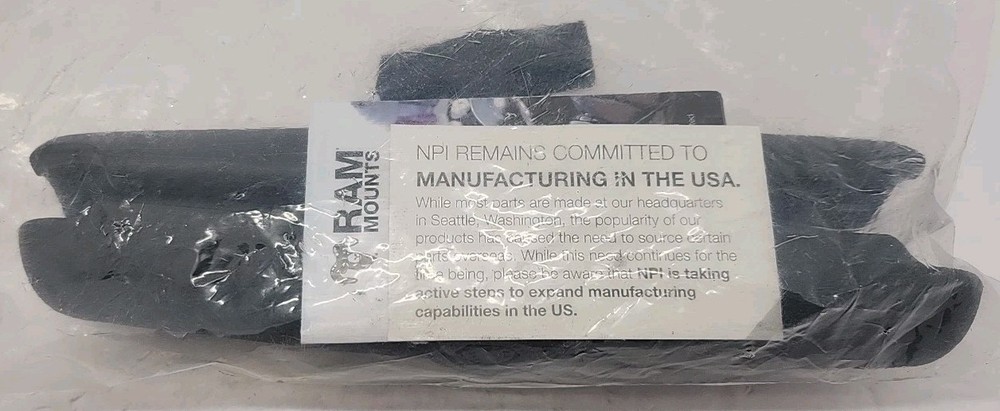 RAM
MOUNTS
NPI REMAINS COMMITTED TO
MANUFACTURING IN THE USA.
While most parts are made at our headquarters
in Seattle, Washington, the popularity of our
products has caused the need to source certain
parts overseas. While this need continues for the
time being, please be aware that NPI is taking
active steps to expand manufacturing
capabilities in the US.